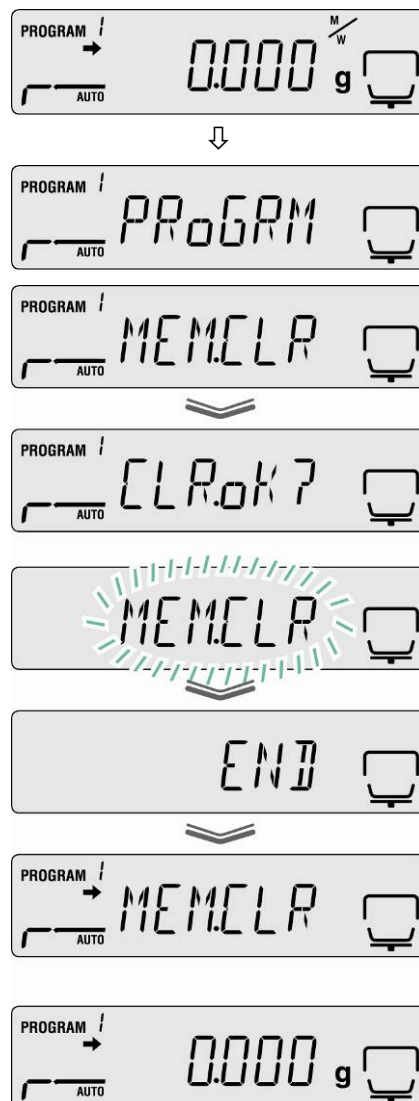 PROGRAM 1
M/W
0.000 g
AUTO
PROGRAM 1
PRoGRM
AUTO
PROGRAM 1
MEM.CLR
AUTO
PROGRAM 1
CLR.oK?
AUTO
MEM.CLR
END
PROGRAM 1
MEM.CLR
AUTO
PROGRAM 1
0.000 g
AUTO